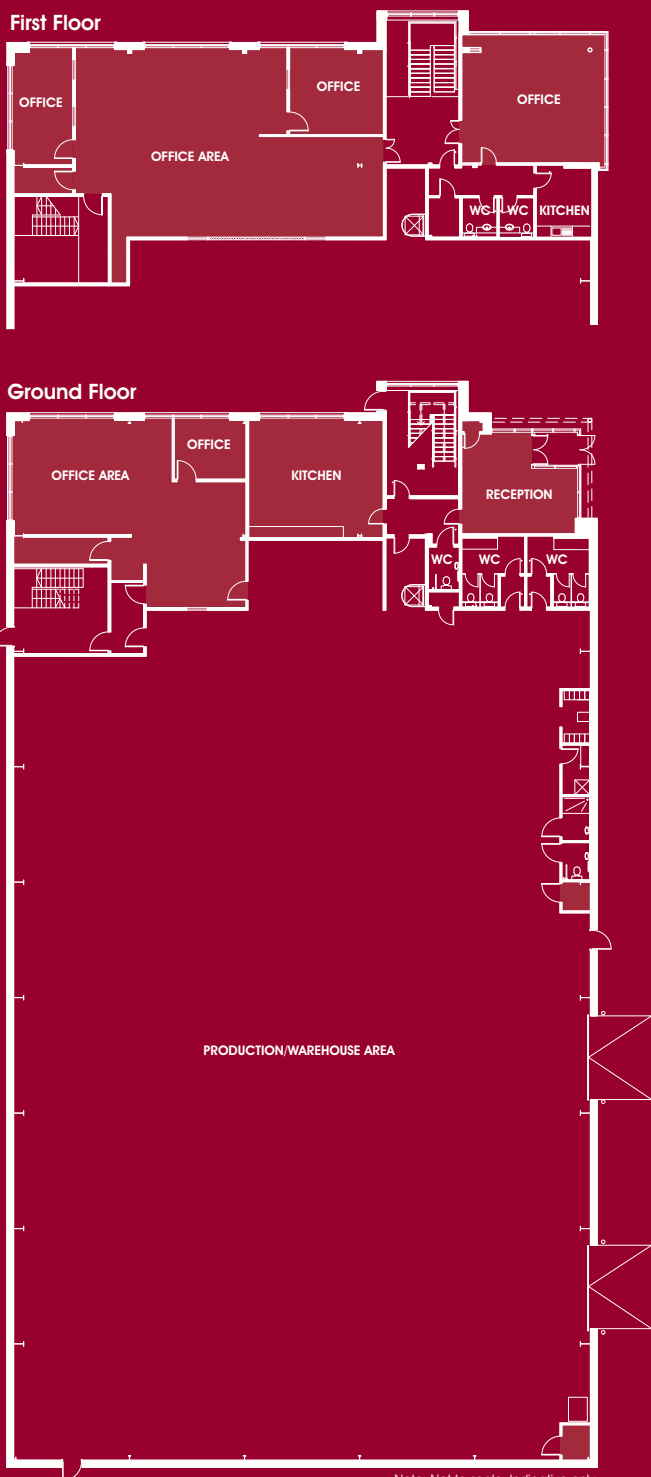 First Floor
OFFICE
OFFICE
OFFICE
OFFICE AREA
WC
WC
KITCHEN
Ground Floor
OFFICE
OFFICE AREA
KITCHEN
RECEPTION
WC
WC
WC
PRODUCTION/WAREHOUSE AREA